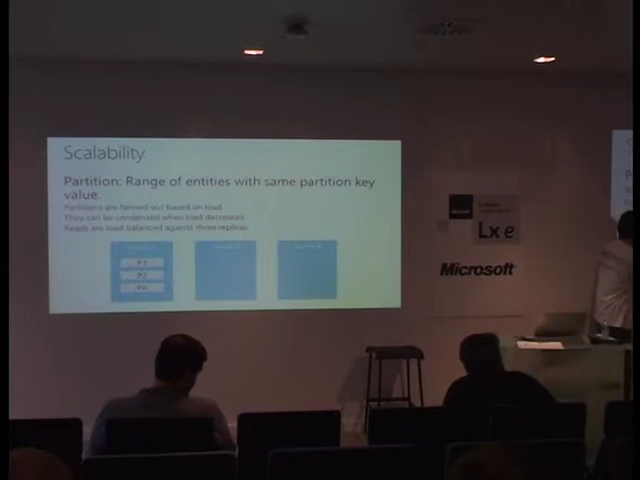 Scalability
Partition: Range of entities with same partition key
value.
Partitions are fanned out based on load
They can be condensed when load decreases
Reads are load balanced against three replicas
P1
P2
Pn
Lx e
Microsoft